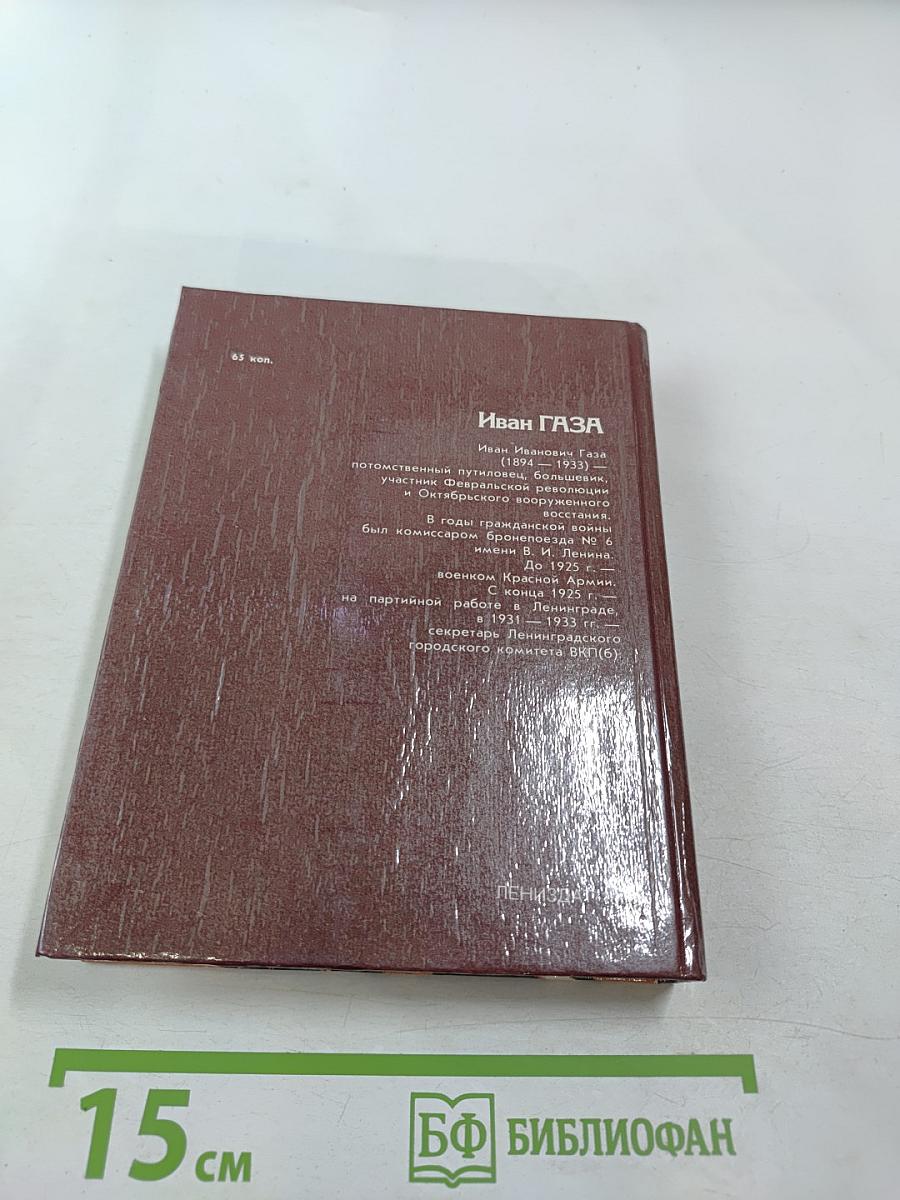 65 коп.
Иван ГАЗА
Иван Иванович Газа
(1894 — 1933) —
потомственный путиловец, большевик,
участник Февральской революции
и Октябрьского вооруженного
восстания.
В годы гражданской войны
был комиссаром бронепоезда № 6
имени В. И. Ленина.
До 1925 г. —
военком Красной Армии.
С конца 1925 г. —
на партийной работе в Ленинграде,
в 1931 — 1933 гг. —
секретарь Ленинградского
городского комитета ВКП(б)
15 см
БФ БИБЛИОФАН